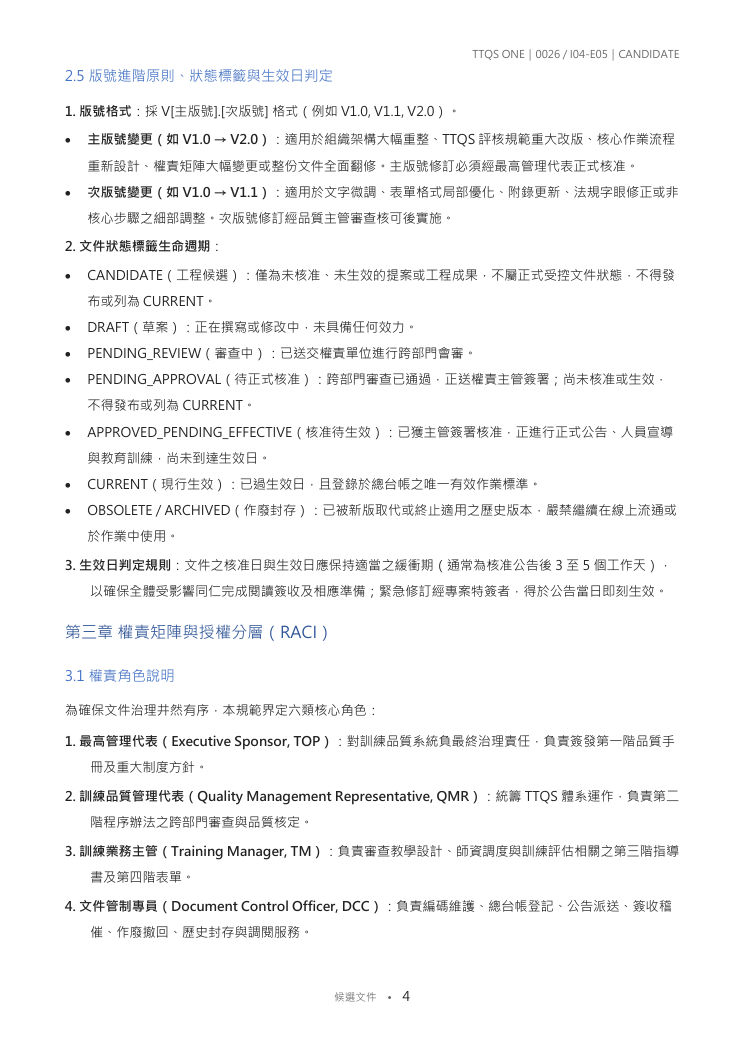 TTQS ONE | 0026 / I04-E05 | CANDIDATE
2.5 版號進階原則、狀態標籤與生效日判定
1. 版號格式：採 V[主版號].[次版號] 格式（例如 V1.0, V1.1, V2.0）。
• 主版號變更（如 V1.0 → V2.0）：適用於組織架構大幅重整、TTQS 評核規範重大改版、核心作業流程
重新設計、權責矩陣大幅變更或整份文件全面翻修。主版號修訂必須經最高管理代表正式核准。
• 次版號變更（如 V1.0 → V1.1）：適用於文字微調、表單格式局部優化、附錄更新、法規字眼修正或非
核心步驟之細部調整。次版號修訂經品質主管審查核可後實施。
2. 文件狀態標籤生命週期：
• CANDIDATE（工程候選）：僅為未核准、未生效的提案或工程成果，不屬正式受控文件狀態，不得發
布或列為 CURRENT。
• DRAFT（草案）：正在撰寫或修改中，未具備任何效力。
• PENDING_REVIEW（審查中）：已送交權責單位進行跨部門會審。
• PENDING_APPROVAL（待正式核准）：跨部門審查已通過，正送權責主管簽署；尚未核准或生效，
不得發布或列為 CURRENT。
• APPROVED_PENDING_EFFECTIVE（核准待生效）：已獲主管簽署核准，正進行正式公告、人員宣導
與教育訓練，尚未到達生效日。
• CURRENT（現行生效）：已過生效日，且登錄於總台帳之唯一有效作業標準。
• OBSOLETE / ARCHIVED（作廢封存）：已被新版取代或終止適用之歷史版本，嚴禁繼續在線上流通或
於作業中使用。
3. 生效日判定規則：文件之核准日與生效日應保持適當之緩衝期（通常為核准公告後 3 至 5 個工作天），
以確保全體受影響同仁完成閱讀簽收及相應準備；緊急修訂經專案特簽者，得於公告當日即刻生效。
第三章 權責矩陣與授權分層（RACI）
3.1 權責角色說明
為確保文件治理井然有序，本規範界定六類核心角色：
1. 最高管理代表（Executive Sponsor, TOP）：對訓練品質系統負最終治理責任，負責簽發第一階品質手
冊及重大制度方針。
2. 訓練品質管理代表（Quality Management Representative, QMR）：統籌 TTQS 體系運作，負責第二
階程序辦法之跨部門審查與品質核定。
3. 訓練業務主管（Training Manager, TM）：負責審查教學設計、師資調度與訓練評估相關之第三階指導
書及第四階表單。
4. 文件管制專員（Document Control Officer, DCC）：負責編碼維護、總台帳登記、公告派送、簽收稽
催、作廢撤回、歷史封存與調閱服務。
候選文件 • 4